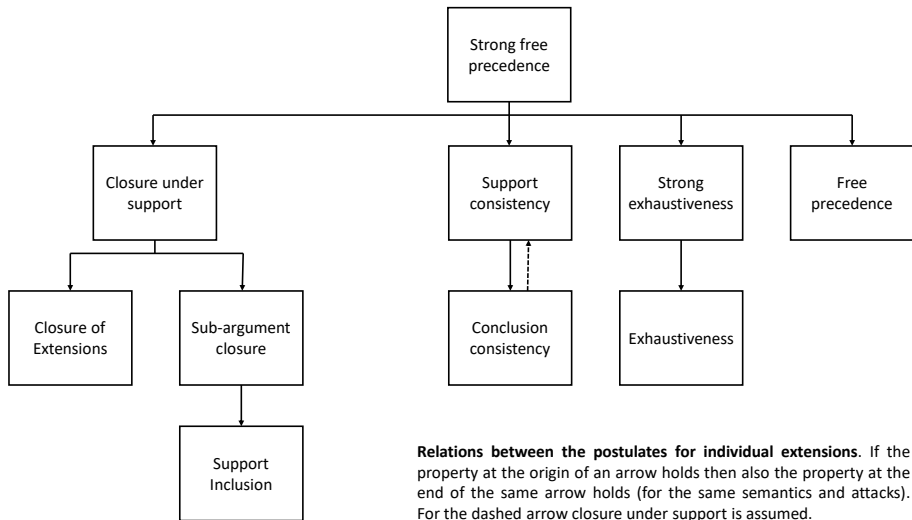 Strong free
precedence
Closure under
support
Support
consistency
Strong
exhaustiveness
Free
precedence
Closure of
Extensions
Sub-argument
closure
Conclusion
consistency
Exhaustiveness
Support
Inclusion
Relations between the postulates for individual extensions. If the
property at the origin of an arrow holds then also the property at the
end of the same arrow holds (for the same semantics and attacks).
For the dashed arrow closure under support is assumed.